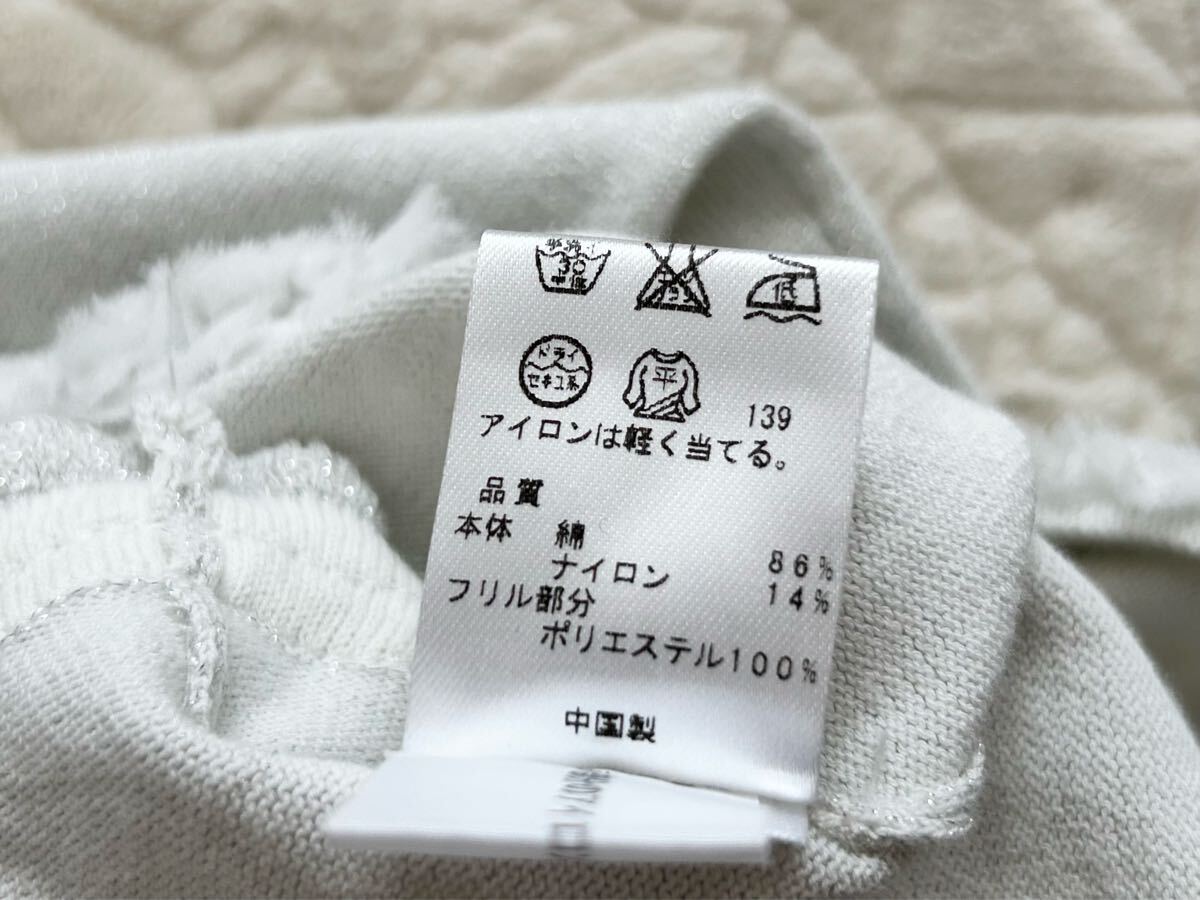 30
低
ドライ
セキユ系
平
139
アイロンは軽く当てる。
品質
本体 綿 86%
ナイロン 14%
フリル部分
ポリエステル100%
中国製